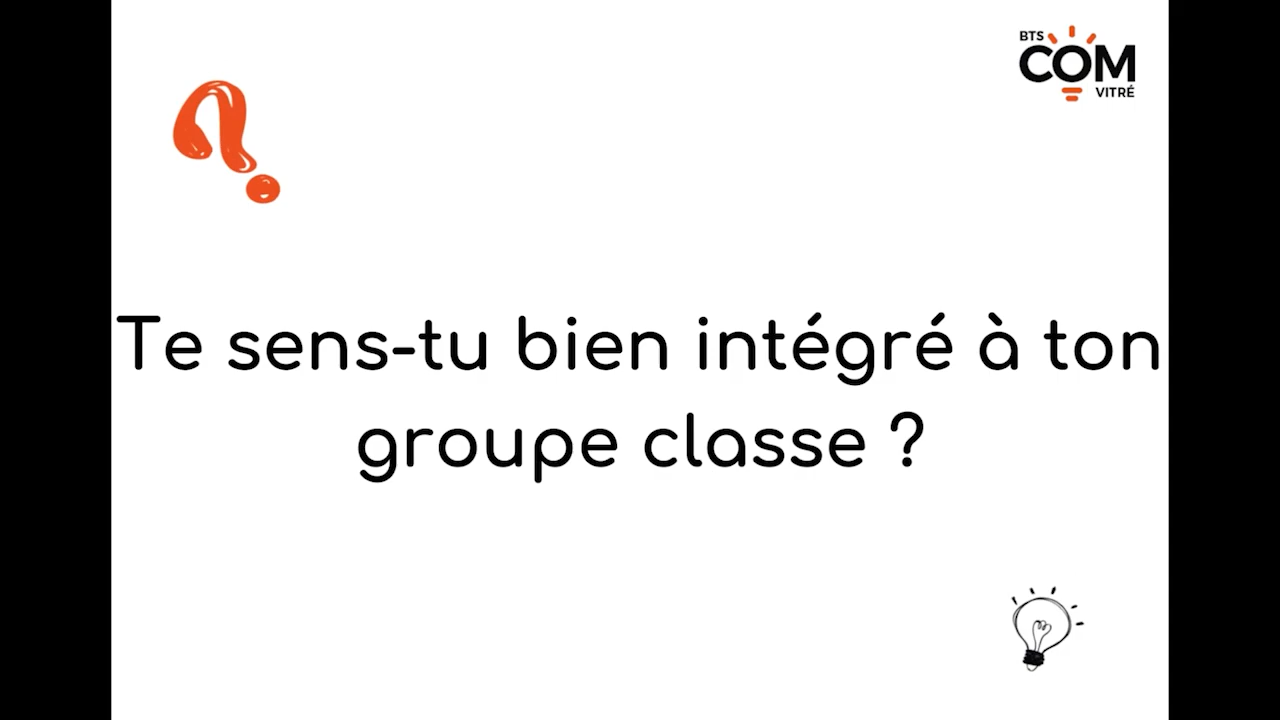 BTS
COM
VITRÉ
Te sens-tu bien intégré à ton
groupe classe ?